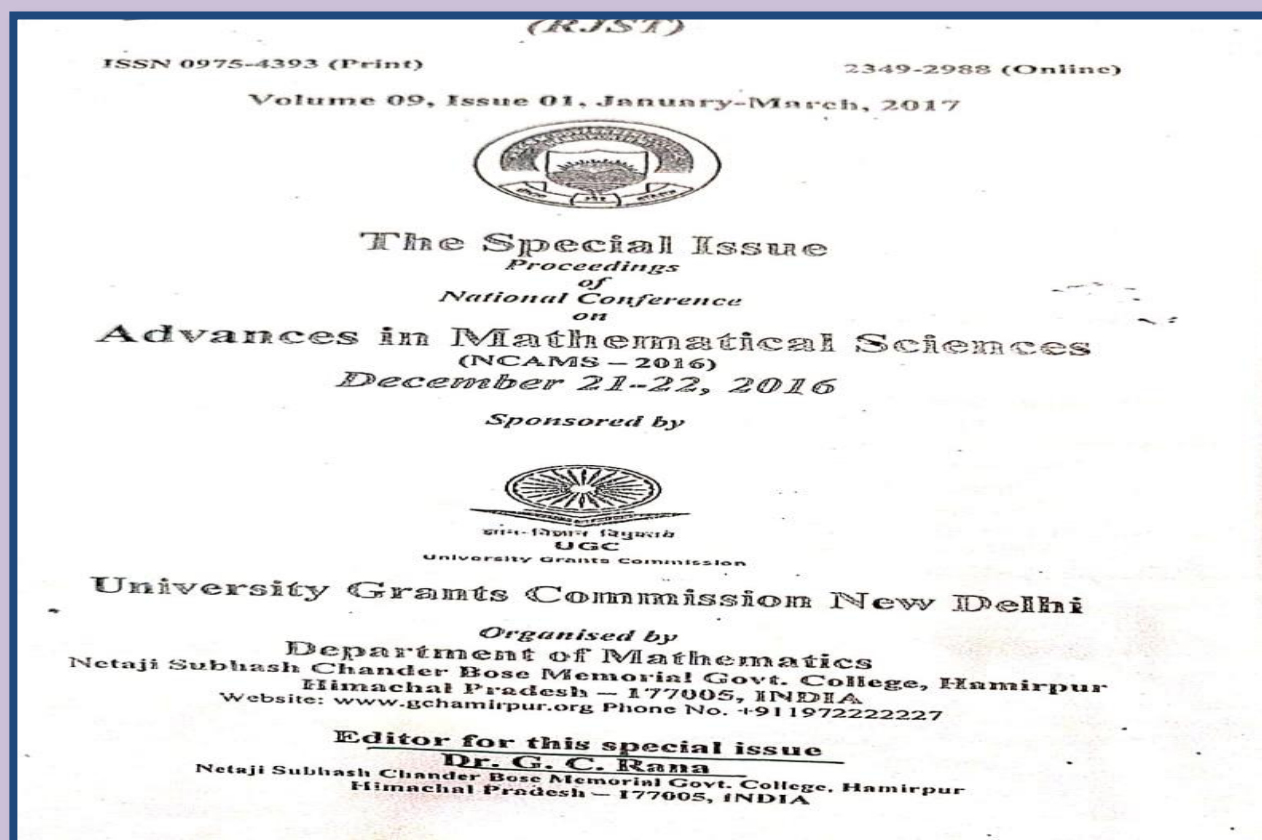 (RJST)
ISSN 0975-4393 (Print) 2349-2988 (Online)
Volume 09, Issue 01, January-March, 2017
The Special Issue
Proceedings
of
National Conference
on
Advances in Mathematical Sciences
(NCAMS – 2016)
December 21-22, 2016
Sponsored by
UGC
University Grants Commission
University Grants Commission New Delhi
Organised by
Department of Mathematics
Netaji Subhash Chander Bose Memorial Govt. College, Hamirpur
Himachal Pradesh – 177005, INDIA
Website: www.gchamirpur.org Phone No. +911972222227
Editor for this special issue
Dr. G. C. Rana
Netaji Subhash Chander Bose Memorial Govt. College, Hamirpur
Himachal Pradesh – 177005, INDIA